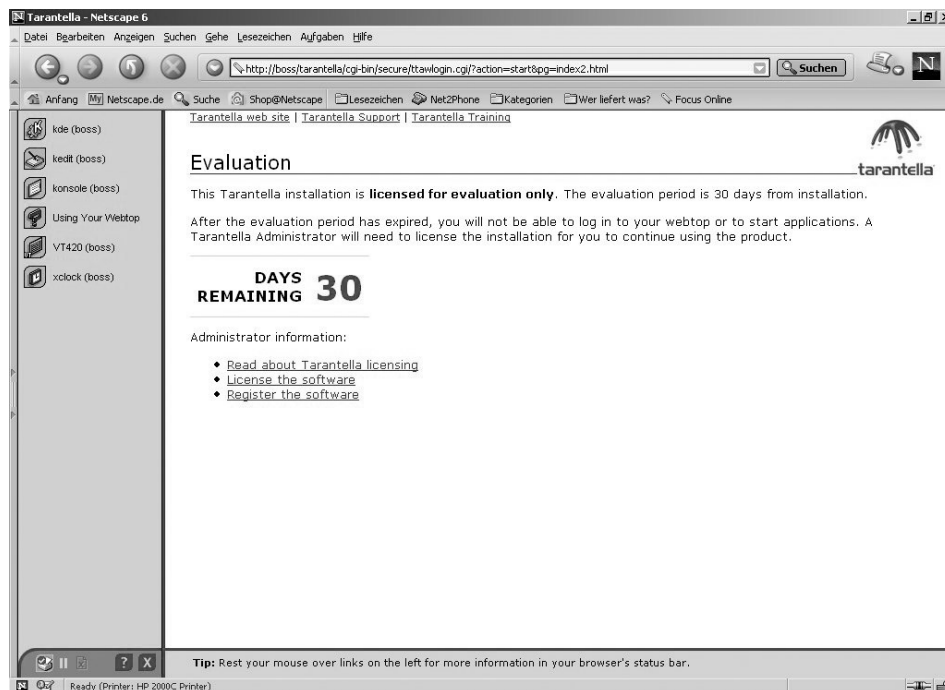 Tarantella - Netscape 6
Datei Bearbeiten Anzeigen Suchen Gehe Lesezeichen Aufgaben Hilfe
http://boss/tarantella/cgi-bin/secure/ttawlogin.cgi/?action=start&pg=index2.html Suchen N
Anfang My Netscape.de Suche Shop@Netscape Lesezeichen Net2Phone Kategorien Wer liefert was? Focus Online
kde (boss)
kedit (boss)
konsole (boss)
Using Your Webtop
VT420 (boss)
xclock (boss)
Tarantella web site | Tarantella Support | Tarantella Training
tarantella
Evaluation
This Tarantella installation is licensed for evaluation only. The evaluation period is 30 days from installation.
After the evaluation period has expired, you will not be able to log in to your webtop or to start applications. A
Tarantella Administrator will need to license the installation for you to continue using the product.
DAYS
REMAINING 30
Administrator information:
Read about Tarantella licensing
License the software
Register the software
? X
Tip: Rest your mouse over links on the left for more information in your browser's status bar.
Ready (Printer: HP 2000C Printer)